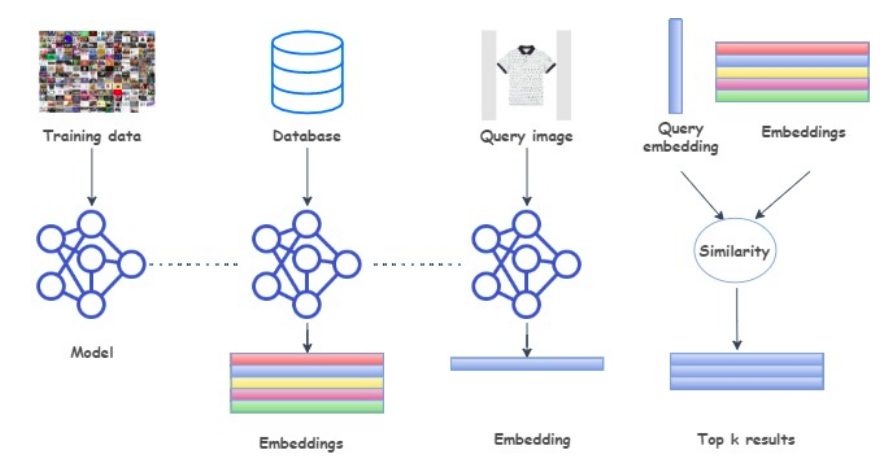 Training data
Database
Query image
Query
embedding
Embeddings
Similarity
Model
Embeddings
Embedding
Top k results